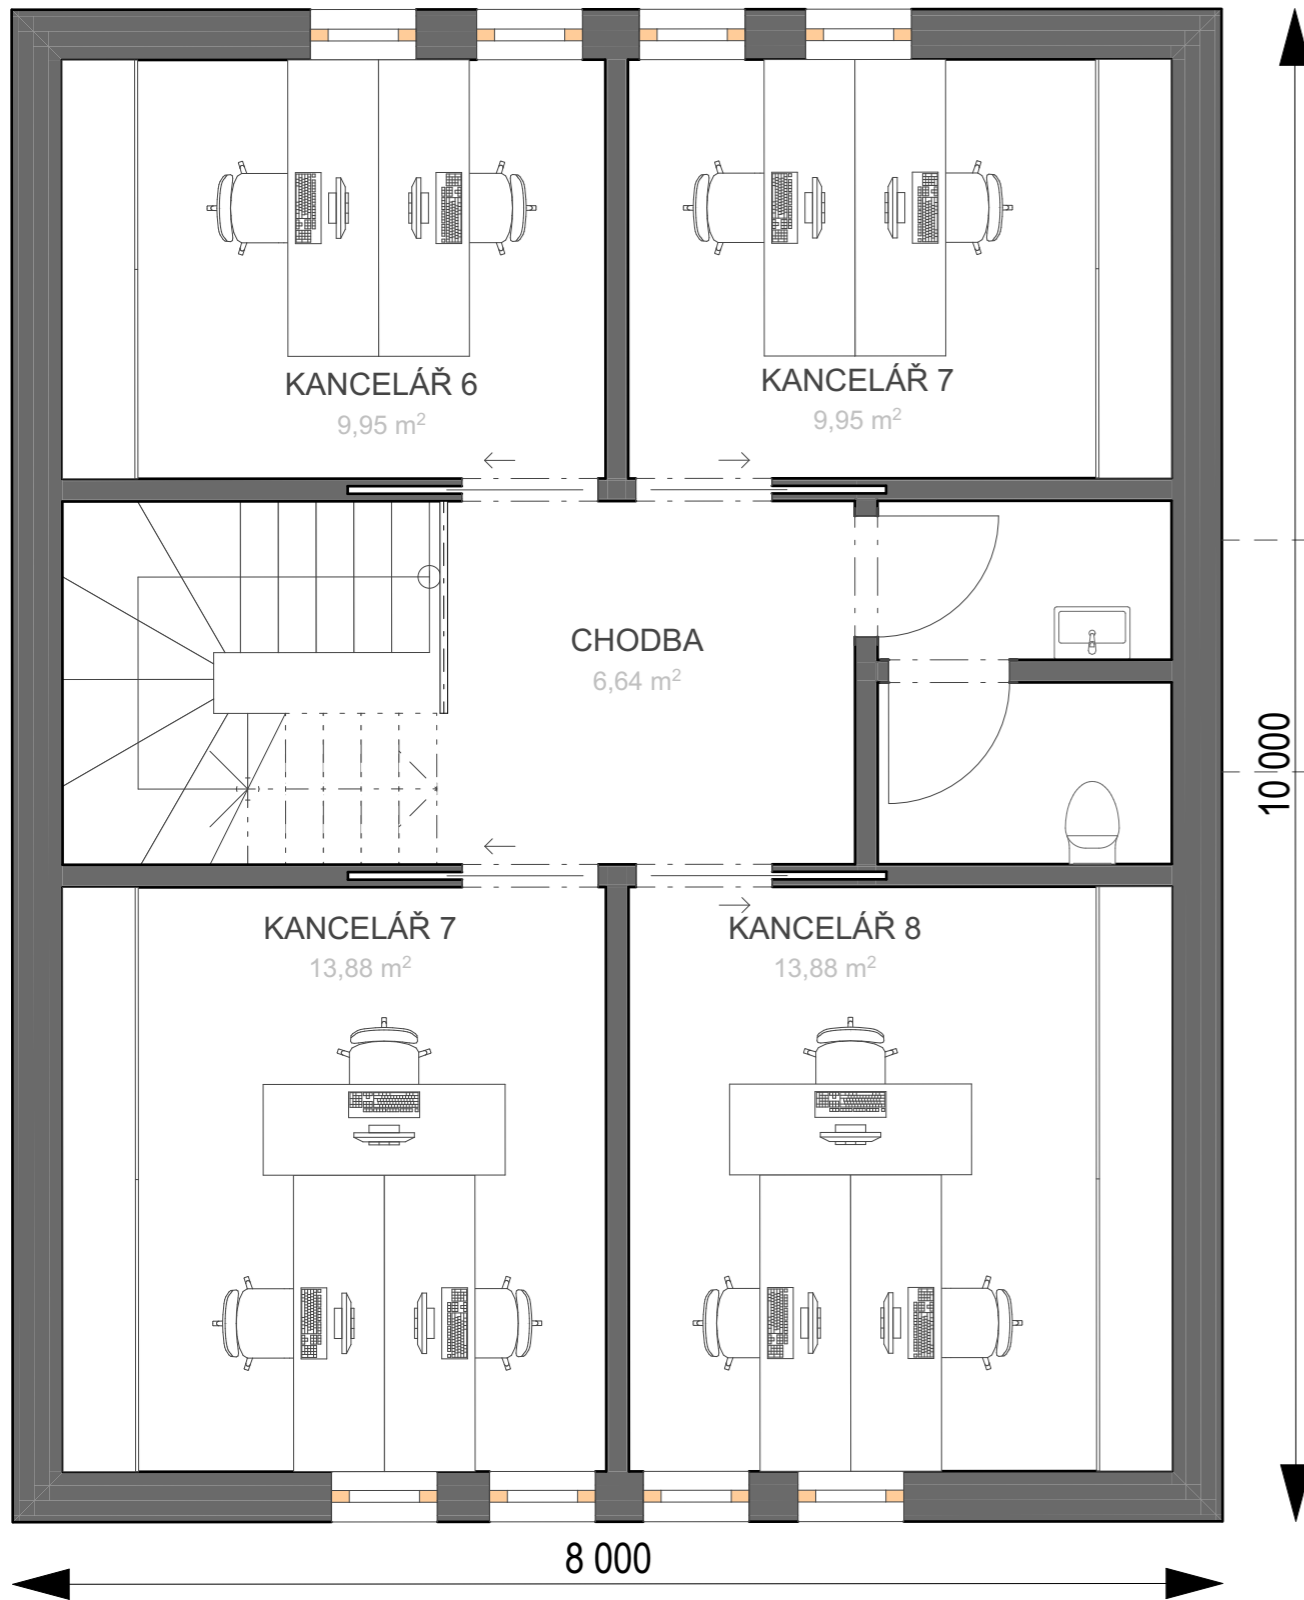 KANCELÁŘ 6
9,95 m²
KANCELÁŘ 7
9,95 m²
CHODBA
6,64 m²
10 000
KANCELÁŘ 7
13,88 m²
KANCELÁŘ 8
13,88 m²
8 000